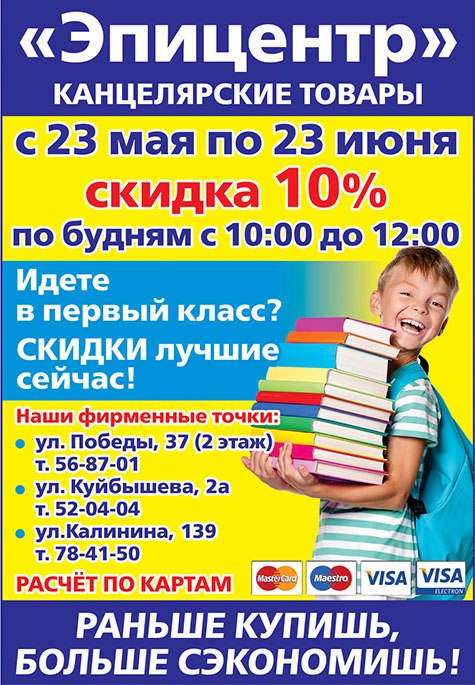 «Эпицентр»
КАНЦЕЛЯРСКИЕ ТОВАРЫ
с 23 мая по 23 июня
скидка 10%
по будням с 10:00 до 12:00
Идете
в первый класс?
СКИДКИ лучшие
сейчас!
Наши фирменные точки:
• ул. Победы, 37 (2 этаж)
т. 56-87-01
• ул. Куйбышева, 2а
т. 52-04-04
• ул.Калинина, 139
т. 78-41-50
РАСЧЁТ ПО КАРТАМ
MasterCard Maestro VISA VISA
ELECTRON
РАНЬШЕ КУПИШЬ,
БОЛЬШЕ СЭКОНОМИШЬ!